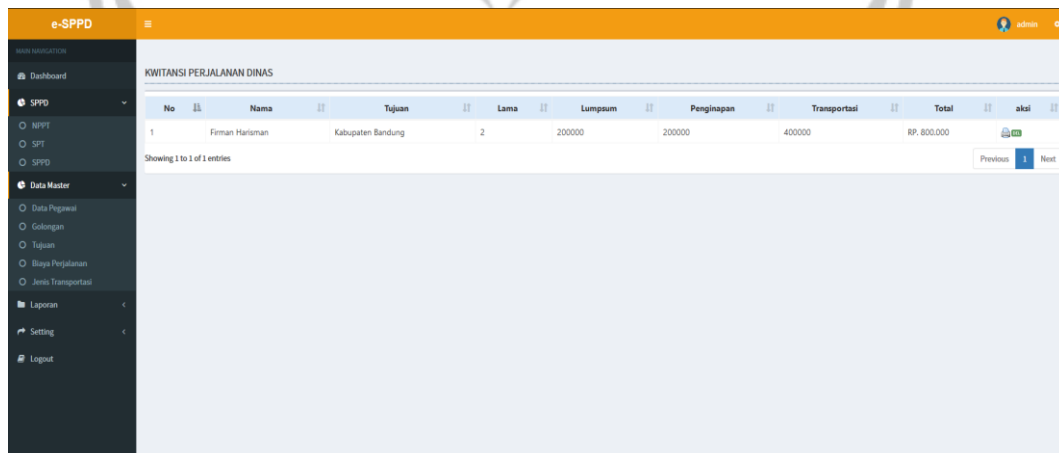 e-SPPD
admin
MAIN NAVIGATION
Dashboard
SPPD
NPPT
SPT
SPPD
Data Master
Data Pegawai
Golongan
Tujuan
Biaya Perjalanan
Jenis Transportasi
Laporan
Setting
Logout
KWITANSI PERJALANAN DINAS
No Nama Tujuan Lama Lumpsum Penginapan Transportasi Total aksi
1 Firman Harisman Kabupaten Bandung 2 200000 200000 400000 RP. 800.000
Showing 1 to 1 of 1 entries
Previous 1 Next